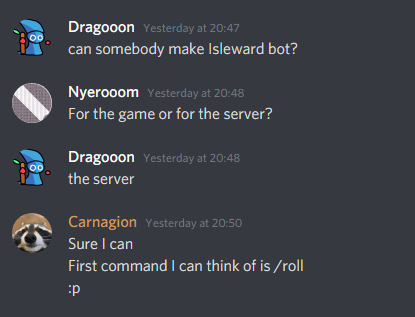 Dragooon Yesterday at 20:47
can somebody make Isleward bot?
Nyerooom Yesterday at 20:48
For the game or for the server?
Dragooon Yesterday at 20:48
the server
Carnagion Yesterday at 20:50
Sure I can
First command I can think of is /roll
:p